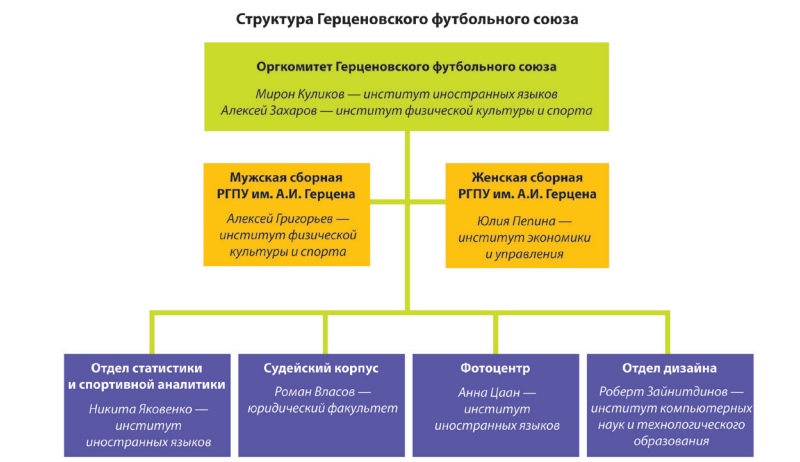 Структура Герценовского футбольного союза
Оргкомитет Герценовского футбольного союза
Мирон Куликов — институт иностранных языков
Алексей Захаров — институт физической культуры и спорта
Мужская сборная
РГПУ им. А.И. Герцена
Алексей Григорьев —
институт физической
культуры и спорта
Женская сборная
РГПУ им. А.И. Герцена
Юлия Пепина —
институт экономики
и управления
Отдел статистики
и спортивной аналитики
Никита Яковенко —
институт
иностранных языков
Судейский корпус
Роман Власов —
юридический факультет
Фотоцентр
Анна Цаан —
институт
иностранных языков
Отдел дизайна
Роберт Зайнитдинов —
институт компьютерных
наук и технологического
образования